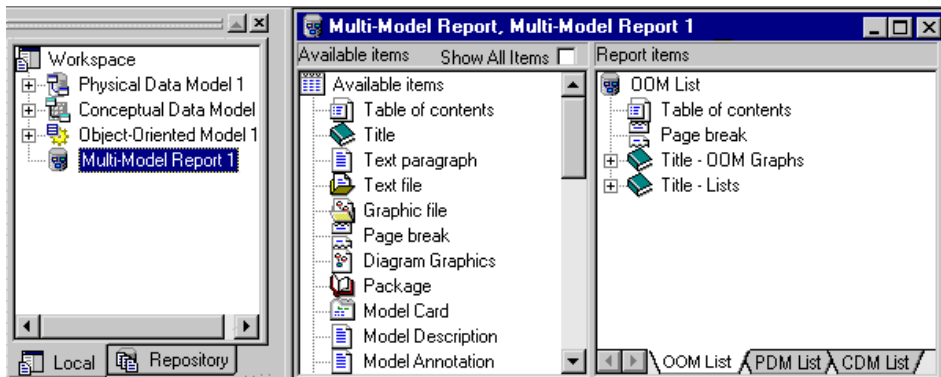 Workspace
Physical Data Model 1
Conceptual Data Model
Object-Oriented Model 1
Multi-Model Report 1
Local
Repository
Multi-Model Report, Multi-Model Report 1
Available items
Show All Items
Available items
Table of contents
Title
Text paragraph
Text file
Graphic file
Page break
Diagram Graphics
Package
Model Card
Model Description
Model Annotation
Report items
OOM List
Table of contents
Page break
Title - OOM Graphs
Title - Lists
OOM List
PDM List
CDM List